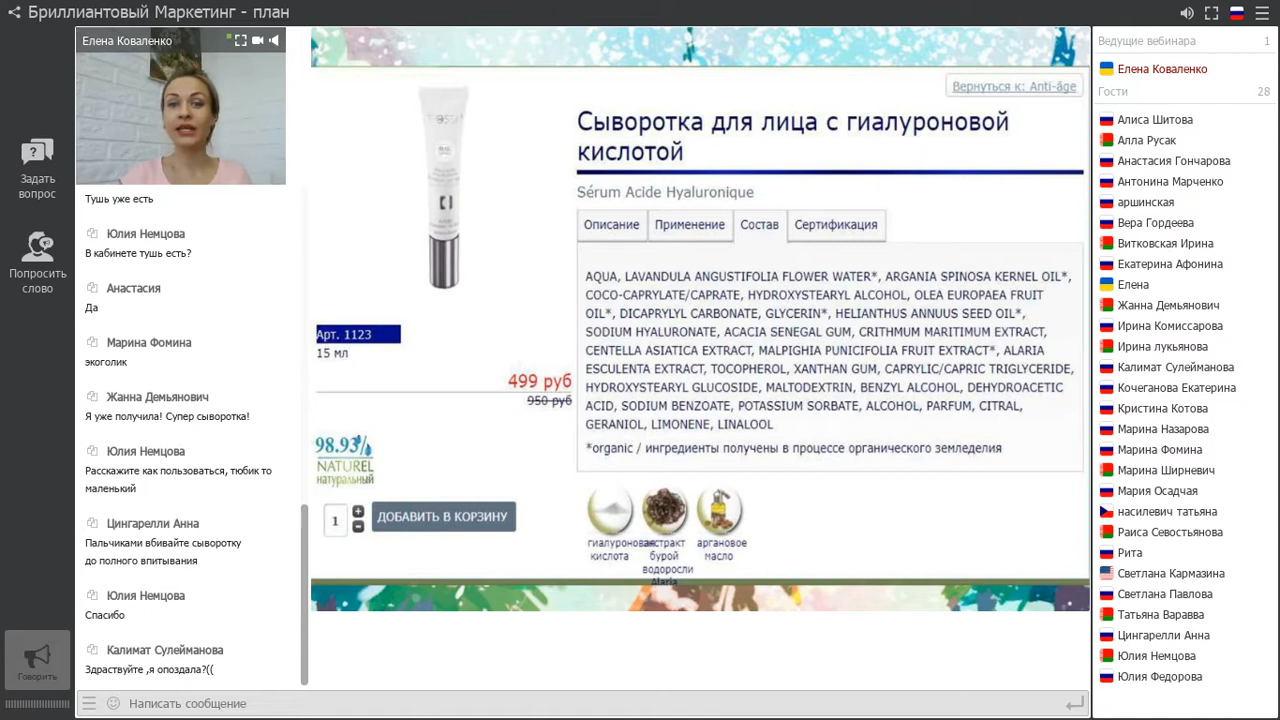 Бриллиантовый Маркетинг - план
Елена Коваленко
Задать
вопрос
Попросить
слово
Говорить
Тушь уже есть
Юлия Немцова
В кабинете тушь есть?
Анастасия
Да
Марина Фомина
экоголик
Жанна Демьянович
Я уже получила! Супер сыворотка!
Юлия Немцова
Расскажите как пользоваться, тюбик то
маленький
Цингарелли Анна
Пальчиками вбивайте сыворотку
до полного впитывания
Юлия Немцова
Спасибо
Калимат Сулейманова
Здраствуйте ,я опоздала?((
Написать сообщение
Вернуться к: Anti-âge
Сыворотка для лица с гиалуроновой
кислотой
Sérum Acide Hyaluronique
Описание
Применение
Состав
Сертификация
AQUA, LAVANDULA ANGUSTIFOLIA FLOWER WATER*, ARGANIA SPINOSA KERNEL OIL*,
COCO-CAPRYLATE/CAPRATE, HYDROXYSTEARYL ALCOHOL, OLEA EUROPAEA FRUIT
OIL*, DICAPRYLYL CARBONATE, GLYCERIN*, HELIANTHUS ANNUUS SEED OIL*,
SODIUM HYALURONATE, ACACIA SENEGAL GUM, CRITHMUM MARITIMUM EXTRACT,
CENTELLA ASIATICA EXTRACT, MALPIGHIA PUNICIFOLIA FRUIT EXTRACT*, ALARIA
ESCULENTA EXTRACT, TOCOPHEROL, XANTHAN GUM, CAPRYLIC/CAPRIC TRIGLYCERIDE,
HYDROXYSTEARYL GLUCOSIDE, MALTODEXTRIN, BENZYL ALCOHOL, DEHYDROACETIC
ACID, SODIUM BENZOATE, POTASSIUM SORBATE, ALCOHOL, PARFUM, CITRAL,
GERANIOL, LIMONENE, LINALOOL
*organic / ингредиенты получены в процессе органического земледелия
Арт. 1123
15 мл
499 руб
950 руб
98.93%
NATUREL
натуральный
1
ДОБАВИТЬ В КОРЗИНУ
гиалуроновая
кислота
экстракт
бурой
водоросли
Alaria
аргановое
масло
Ведущие вебинара 1
Елена Коваленко
Гости 28
Алиса Шитова
Алла Русак
Анастасия Гончарова
Антонина Марченко
аршинская
Вера Гордеева
Витковская Ирина
Екатерина Афонина
Елена
Жанна Демьянович
Ирина Комиссарова
Ирина лукьянова
Калимат Сулейманова
Кочеганова Екатерина
Кристина Котова
Марина Назарова
Марина Фомина
Марина Ширневич
Мария Осадчая
насилевич татьяна
Раиса Севостьянова
Рита
Светлана Кармазина
Светлана Павлова
Татьяна Варавва
Цингарелли Анна
Юлия Немцова
Юлия Федорова